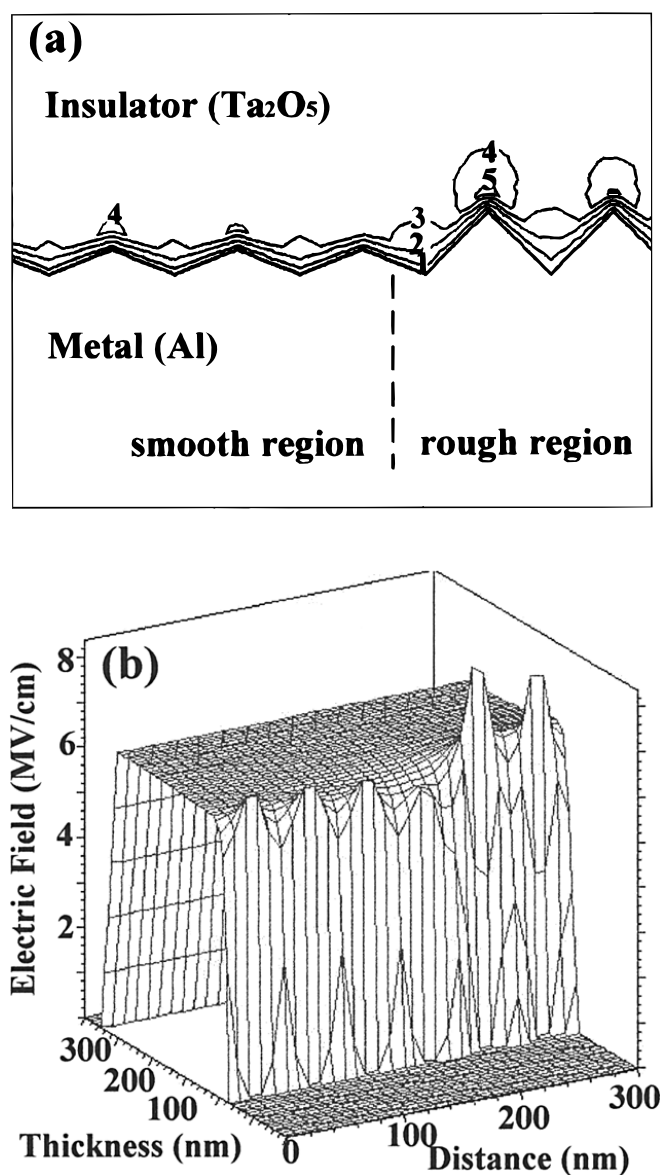 (a)
Insulator (Ta₂O₅)
4
5
4
3
2
1
Metal (Al)
smooth region
rough region
(b)
Electric Field (MV/cm)
8
6
4
2
300
200
100
Thickness (nm)
0
100
200
300
Distance (nm)